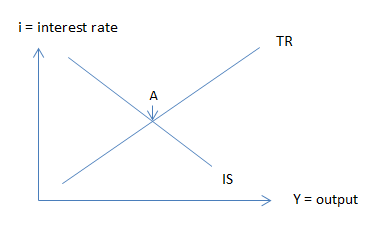 i = interest rate
TR
A
IS
Y = output